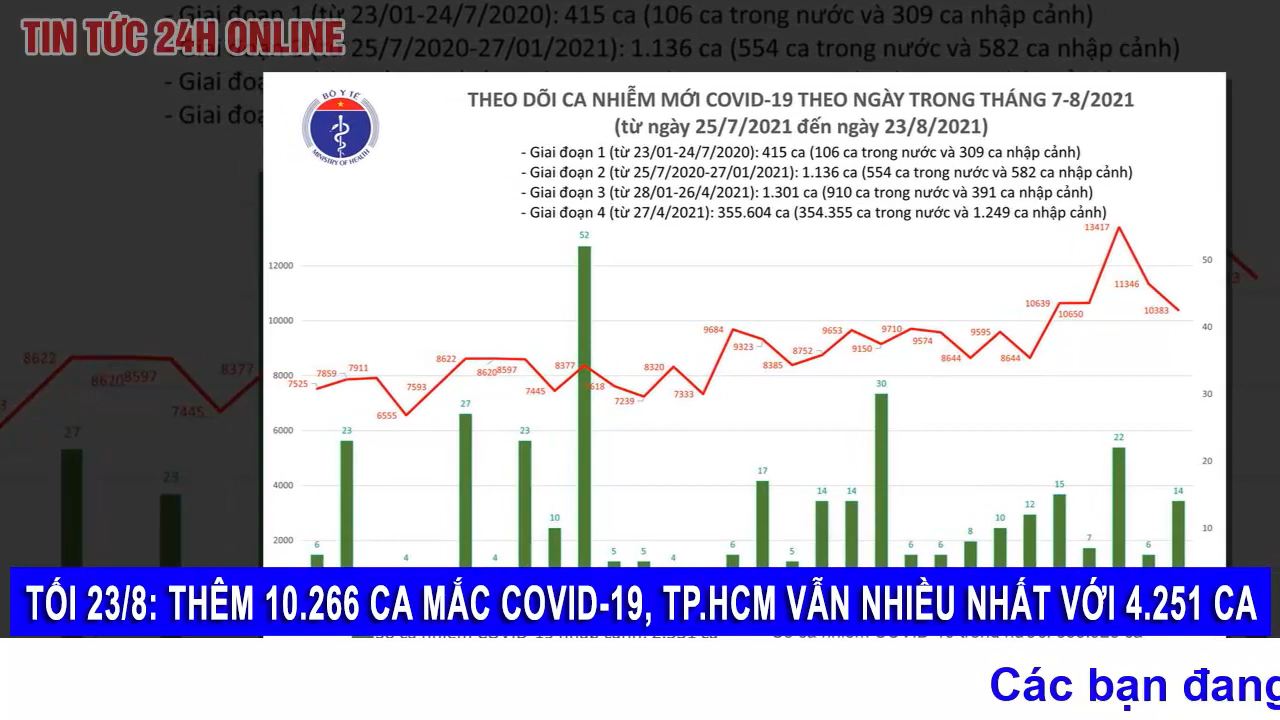 TIN TỨC 24H ONLINE
1 (từ 23/01-24/7/2020): 415 ca (106 ca trong nước và 309 ca nhập cảnh)
25/7/2020-27/01/2021): 1.136 ca (554 ca trong nước và 582 ca nhập cảnh)
- Giai đoạ
- Giai đoạ
BỘ Y TẾ
MINISTRY OF HEALTH
THEO DÕI CA NHIỄM MỚI COVID-19 THEO NGÀY TRONG THÁNG 7-8/2021
(từ ngày 25/7/2021 đến ngày 23/8/2021)
- Giai đoạn 1 (từ 23/01-24/7/2020): 415 ca (106 ca trong nước và 309 ca nhập cảnh)
- Giai đoạn 2 (từ 25/7/2020-27/01/2021): 1.136 ca (554 ca trong nước và 582 ca nhập cảnh)
- Giai đoạn 3 (từ 28/01-26/4/2021): 1.301 ca (910 ca trong nước và 391 ca nhập cảnh)
- Giai đoạn 4 (từ 27/4/2021): 355.604 ca (354.355 ca trong nước và 1.249 ca nhập cảnh)
12000
10000
8000
6000
4000
2000
50
40
30
20
10
7525 7859 7911 6555 7593 8622 8620 8597 7445 8377 618 7239 8320 7333 9684 9323 8385 8752 9653 9150 9710 9574 8644 9595 8644 10639 10650 13417 11346 10383
6 23 4 27 4 23 10 52 5 5 4 6 17 5 14 14 30 6 6 8 10 12 15 7 22 6 14
8622 8620 8597 7445 8377
27 23
TỐI 23/8: THÊM 10.266 CA MẮC COVID-19, TP.HCM VẪN NHIỀU NHẤT VỚI 4.251 CA
Các bạn đang